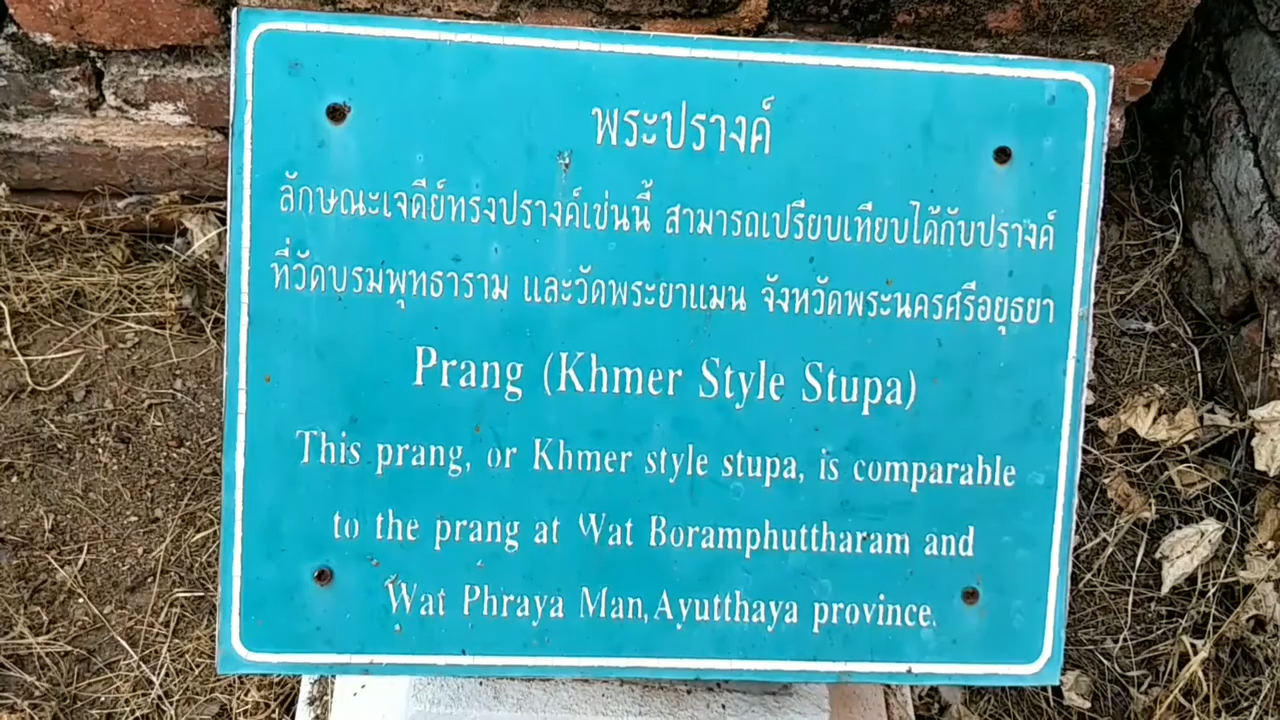 พระปรางค์
ลักษณะเจดีย์ทรงปรางค์เช่นนี้ สามารถเปรียบเทียบได้กับปรางค์
ที่วัดบรมพุทธาราม และวัดพระยาแมน จังหวัดพระนครศรีอยุธยา
Prang (Khmer Style Stupa)
This prang, or Khmer style stupa, is comparable
to the prang at Wat Boramphuttharam and
Wat Phraya Man, Ayutthaya province.